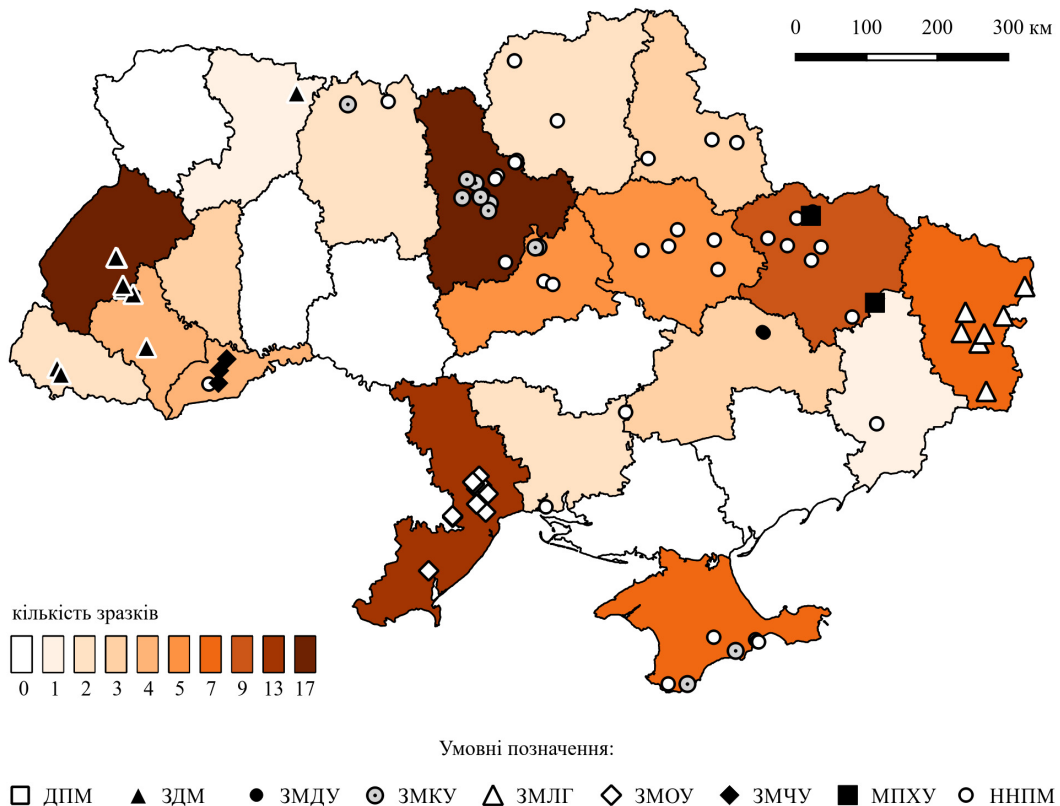 0 100 200 300 км
кількість зразків
0 1 2 3 4 5 7 9 13 17
Умовні позначення:
ДПМ ЗДМ ЗМДУ ЗМКУ ЗМЛГ ЗМОУ ЗМЧУ МПХУ ННПМ